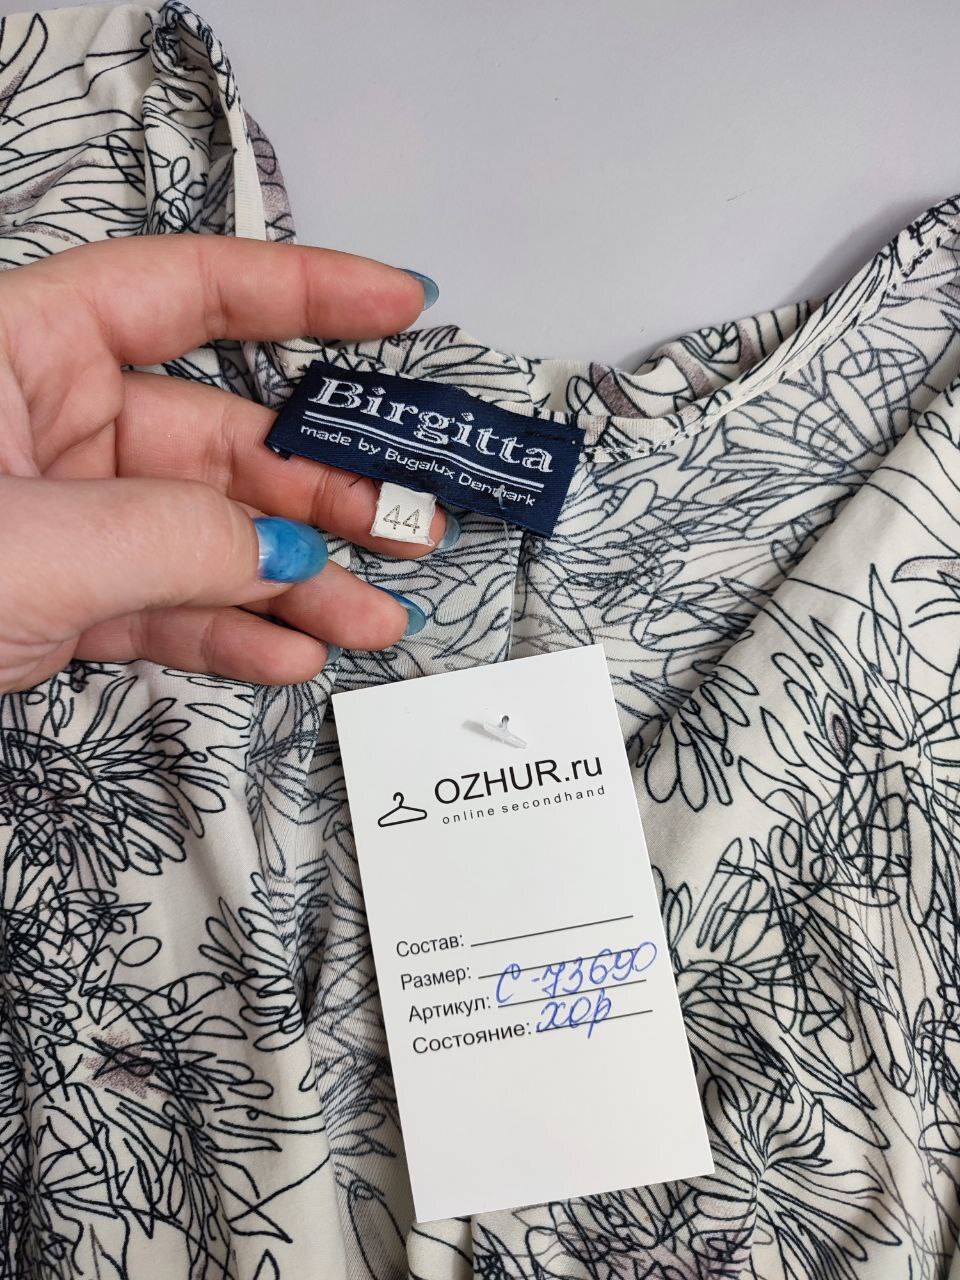 Birgitta
made by Bugalux Denmark
44
OZHUR.ru
online secondhand
Состав:
Размер:
Артикул: С-73690
Состояние: хор